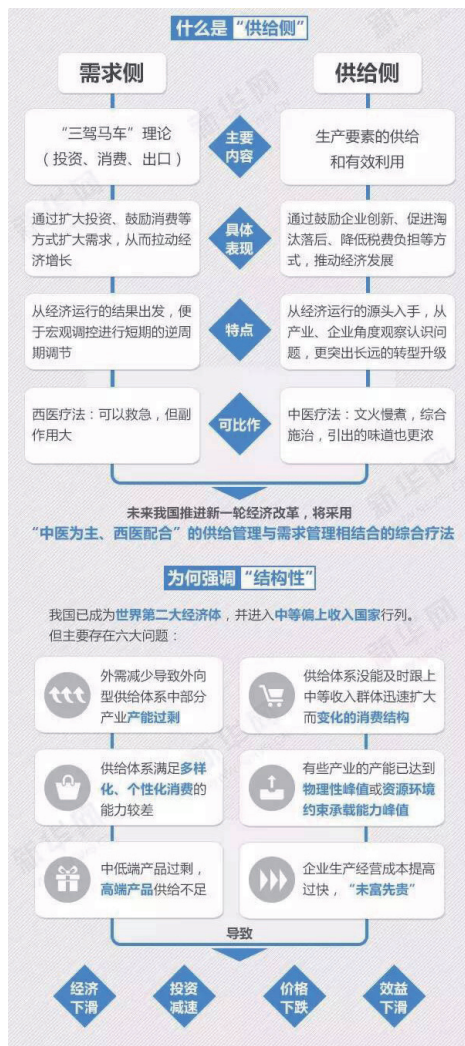 什么是“供给侧”
需求侧
供给侧
“三驾马车”理论
（投资、消费、出口）
主要
内容
生产要素的供给
和有效利用
通过扩大投资、鼓励消费等
方式扩大需求，从而拉动经
济增长
具体
表现
通过鼓励企业创新、促进淘
汰落后、降低税费负担等方
式，推动经济发展
从经济运行的结果出发，便
于宏观调控进行短期的逆周
期调节
特点
从经济运行的源头入手，从
产业、企业角度观察认识问
题，更突出长远的转型升级
西医疗法：可以救急，但副
作用大
可比作
中医疗法：文火慢煮，综合
施治，引出的味道也更浓
未来我国推进新一轮经济改革，将采用
“中医为主、西医配合”的供给管理与需求管理相结合的综合疗法
为何强调“结构性”
我国已成为世界第二大经济体，并进入中等偏上收入国家行列。
但主要存在六大问题：
外需减少导致外向
型供给体系中部分
产业产能过剩
供给体系没能及时跟上
中等收入群体迅速扩大
而变化的消费结构
供给体系满足多样
化、个性化消费的
能力较差
有些产业的产能已达到
物理性峰值或资源环境
约束承载能力峰值
中低端产品过剩，
高端产品供给不足
企业生产经营成本提高
过快，“未富先贵”
导致
经济
下滑
投资
减速
价格
下跌
效益
下滑
新华网